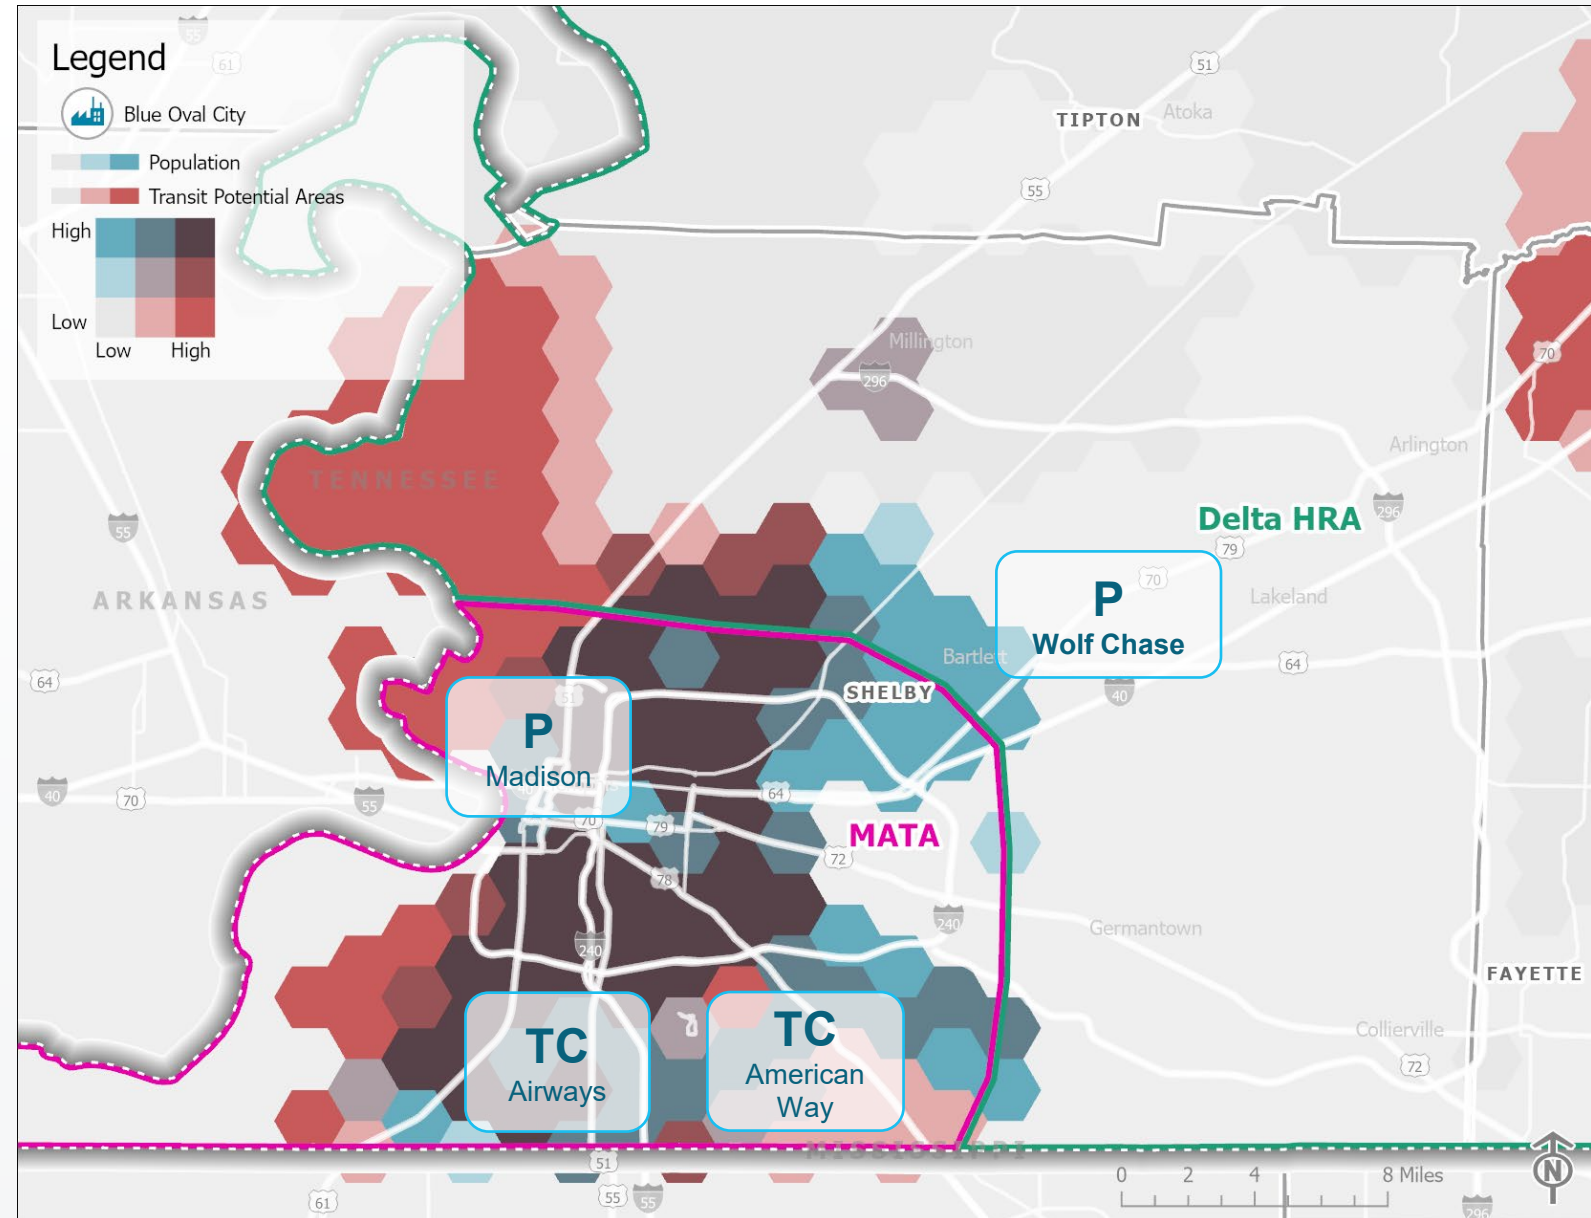 Legend
55
61
Blue Oval City
Population
Transit Potential Areas
High
Low
Low High
51
TIPTON
Atoka
55
Millington
296
70
Arlington
TENNESSEE
55
Delta HRA
296
79
ARKANSAS
70
Lakeland
P
Wolf Chase
Bartlett
64
64
SHELBY
40
51
P
Madison
40
70
55
64
70
79
MATA
72
78
240
240
Germantown
FAYETTE
TC
Airways
TC
American
Way
Collierville
72
MISSISSIPPI
51
0 2 4 8 Miles
N
61
55
55
296